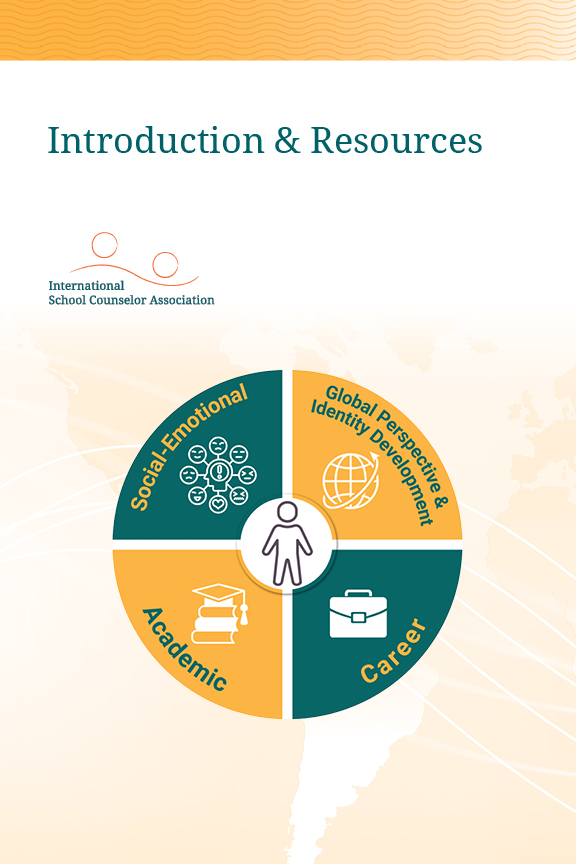 Introduction & Resources
International
School Counselor Association
Social-Emotional
Global Perspective &
Identity Development
Academic
Career